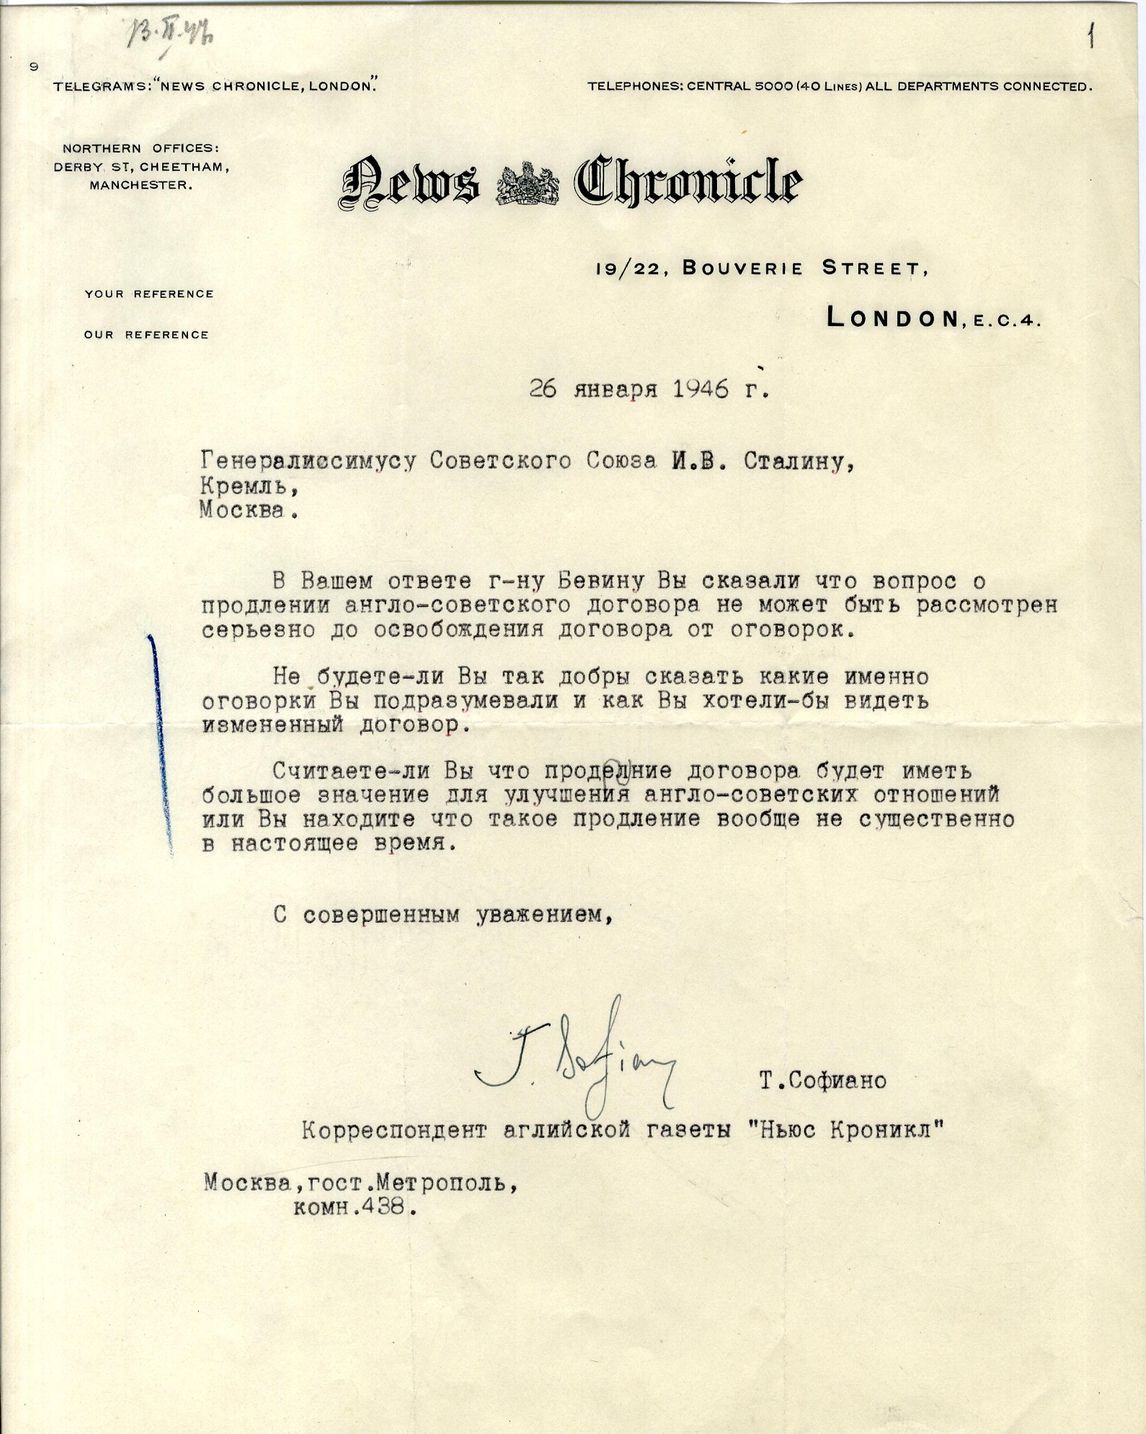 13.II.47г.
1
9
TELEGRAMS: "NEWS CHRONICLE, LONDON".
TELEPHONES: CENTRAL 5000 (40 LINES) ALL DEPARTMENTS CONNECTED.
NORTHERN OFFICES:
DERBY ST, CHEETHAM,
MANCHESTER.
News Chronicle
19/22, BOUVERIE STREET,
LONDON, E.C.4.
YOUR REFERENCE
OUR REFERENCE
26 января 1946 г.
Генералиссимусу Советского Союза И.В. Сталину,
Кремль,
Москва.
В Вашем ответе г-ну Бевину Вы сказали что вопрос о
продлении англо-советского договора не может быть рассмотрен
серьезно до освобождения договора от оговорок.
Не будете-ли Вы так добры сказать какие именно
оговорки Вы подразумевали и как Вы хотели-бы видеть
измененный договор.
Считаете-ли Вы что проделние договора будет иметь
большое значение для улучшения англо-советских отношений
или Вы находите что такое продление вообще не существенно
в настоящее время.
С совершенным уважением,
T. Sofiano
Т.Софиано
Корреспондент аглийской газеты "Ньюс Кроникл"
Москва,гост.Метрополь,
комн.438.